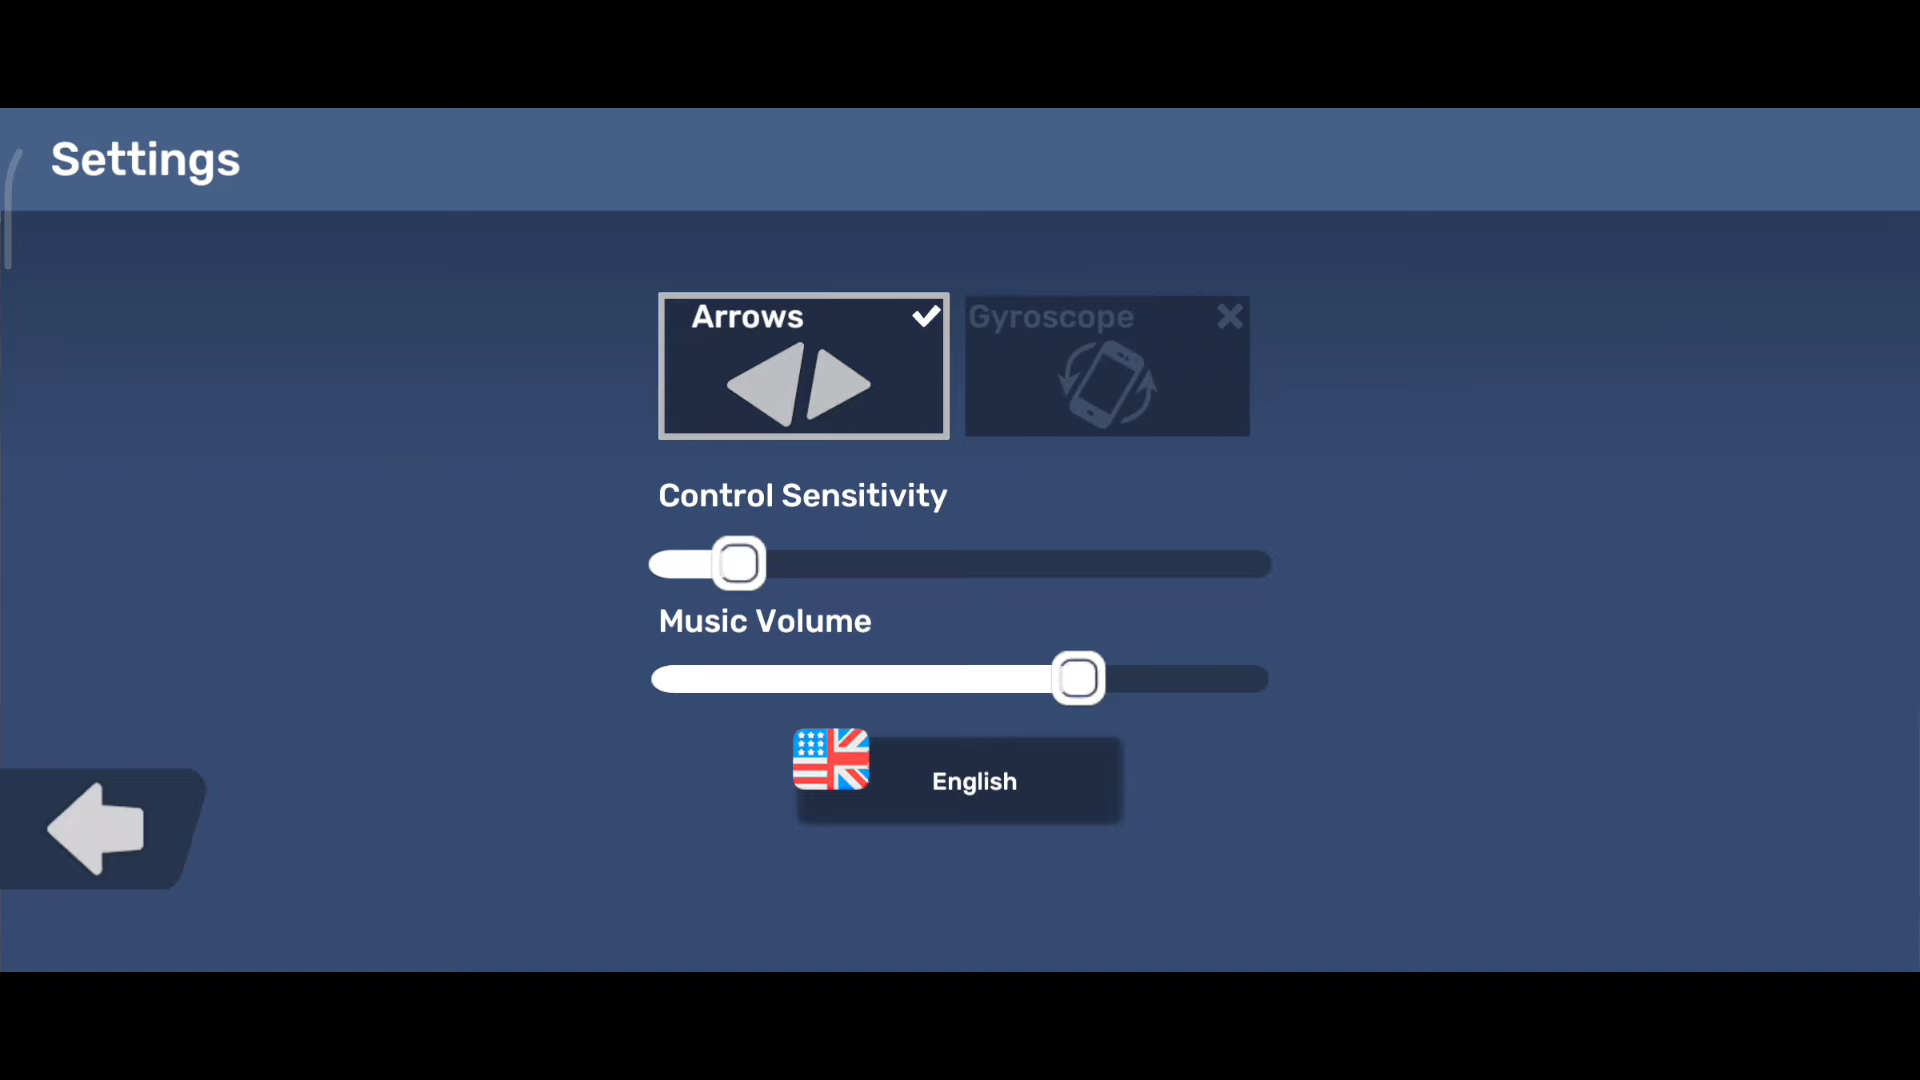 Settings
Arrows
Gyroscope
Control Sensitivity
Music Volume
English